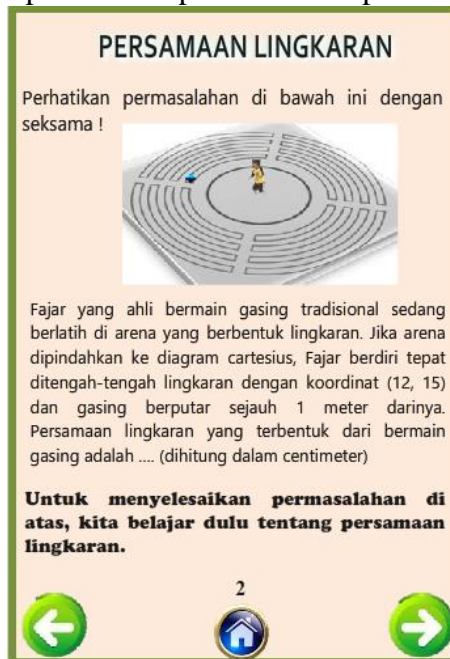 PERSAMAAN LINGKARAN
Perhatikan permasalahan di bawah ini dengan
seksama !
Fajar yang ahli bermain gasing tradisional sedang
berlatih di arena yang berbentuk lingkaran. Jika arena
dipindahkan ke diagram cartesius, Fajar berdiri tepat
ditengah-tengah lingkaran dengan koordinat (12, 15)
dan gasing berputar sejauh 1 meter darinya.
Persamaan lingkaran yang terbentuk dari bermain
gasing adalah .... (dihitung dalam centimeter)
Untuk menyelesaikan permasalahan di
atas, kita belajar dulu tentang persamaan
lingkaran.
2